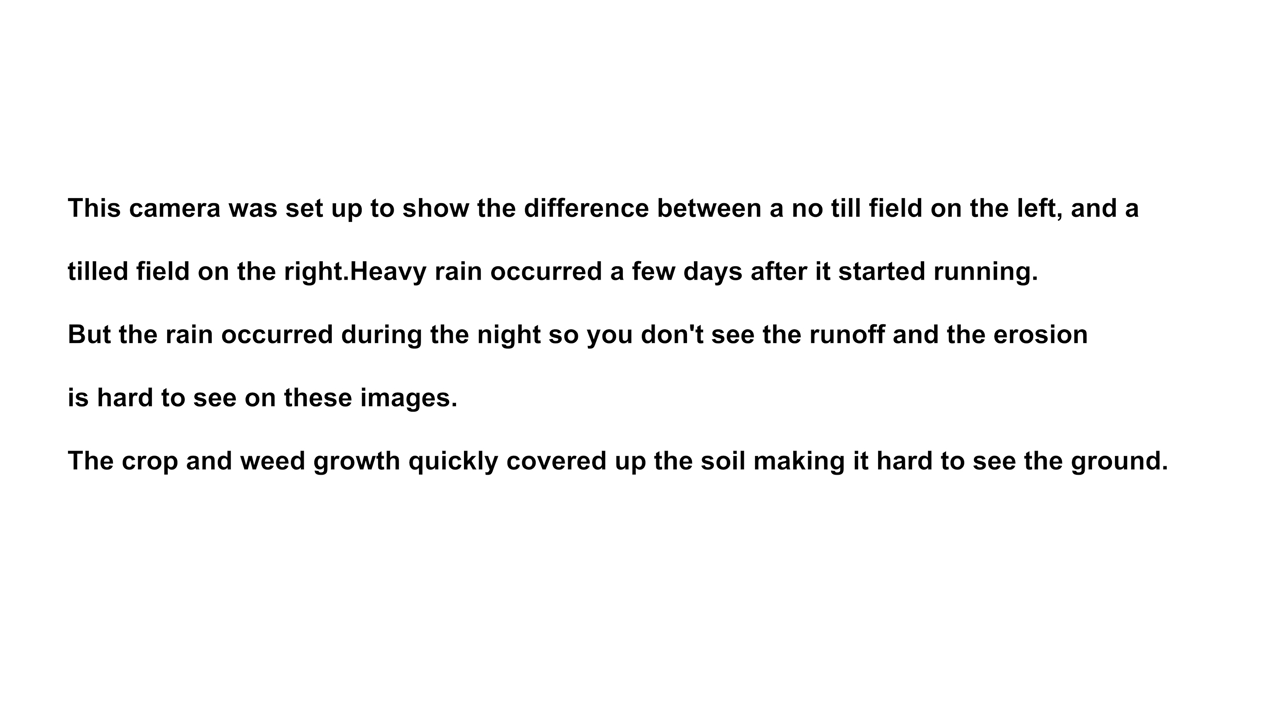 This camera was set up to show the difference between a no till field on the left, and a
tilled field on the right.Heavy rain occurred a few days after it started running.
But the rain occurred during the night so you don't see the runoff and the erosion
is hard to see on these images.
The crop and weed growth quickly covered up the soil making it hard to see the ground.